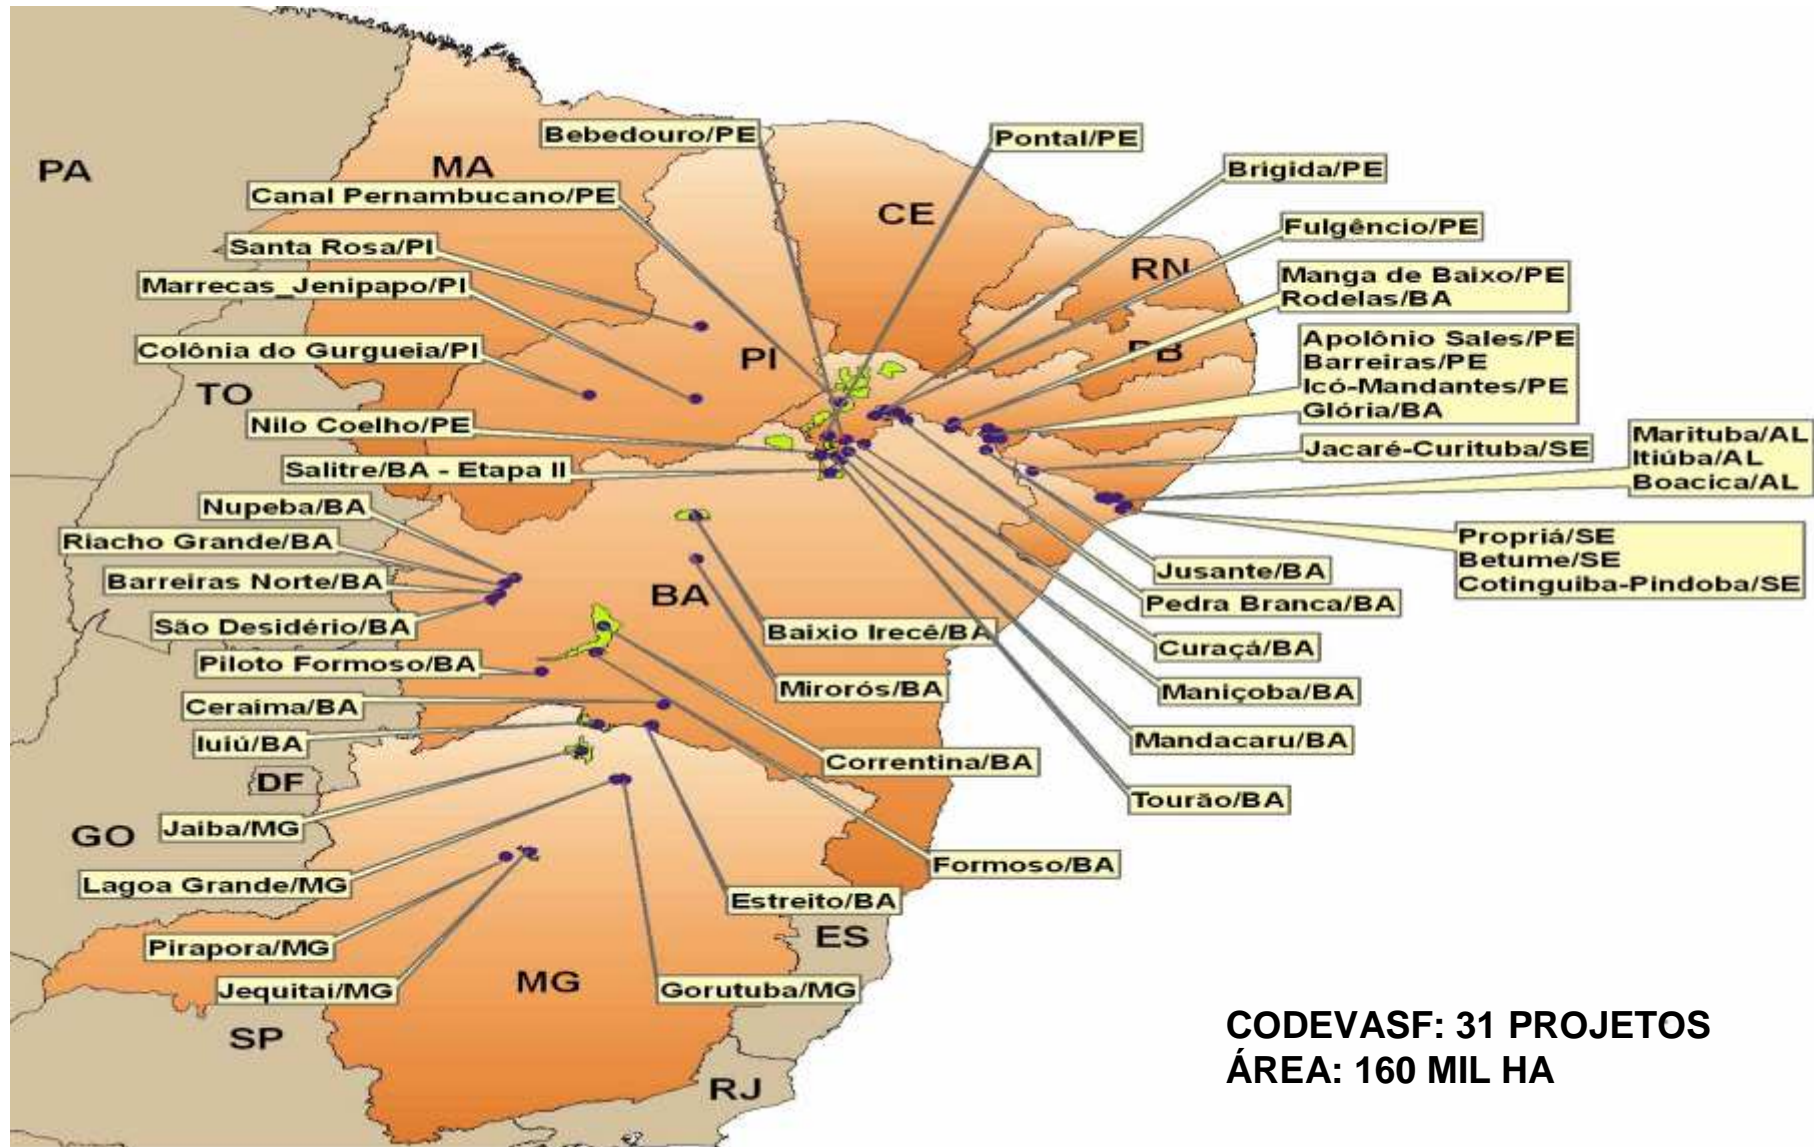 Bebedouro/PE
Pontal/PE
PA
MA
Brigida/PE
Canal Pernambucano/PE
CE
Fulgêncio/PE
Santa Rosa/PI
RN
Manga de Baixo/PE
Rodelas/BA
Marrecas_Jenipapo/PI
Colônia do Gurgueia/PI
PI
PB
Apolônio Sales/PE
Barreiras/PE
Icó-Mandantes/PE
Glória/BA
TO
Nilo Coelho/PE
Jacaré-Curituba/SE
Marituba/AL
Itiúba/AL
Boacica/AL
Salitre/BA - Etapa II
Nupeba/BA
Propriá/SE
Betume/SE
Cotinguiba-Pindoba/SE
Riacho Grande/BA
Jusante/BA
Barreiras Norte/BA
BA
Pedra Branca/BA
São Desidério/BA
Baixio Irecê/BA
Curaçá/BA
Piloto Formoso/BA
Mirorós/BA
Maniçoba/BA
Ceraíma/BA
Iuiú/BA
Mandacaru/BA
Correntina/BA
DF
Tourão/BA
Jaiba/MG
GO
Formoso/BA
Lagoa Grande/MG
Estreito/BA
Pirapora/MG
ES
Jequitai/MG
MG
Gorutuba/MG
SP
RJ
CODEVASF: 31 PROJETOS
ÁREA: 160 MIL HA